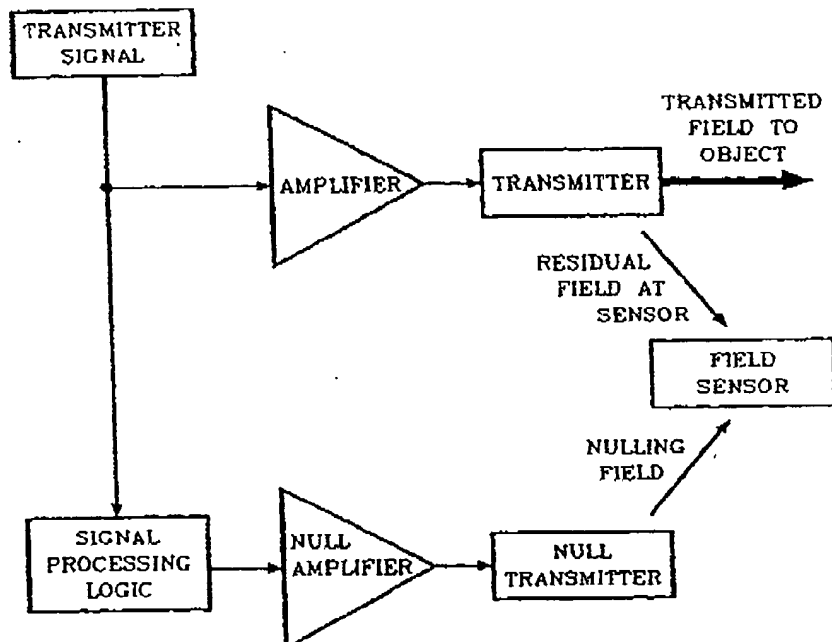 TRANSMITTER
SIGNAL
TRANSMITTED
FIELD TO
OBJECT
AMPLIFIER
TRANSMITTER
RESIDUAL
FIELD AT
SENSOR
FIELD
SENSOR
NULLING
FIELD
SIGNAL
PROCESSING
LOGIC
NULL
AMPLIFIER
NULL
TRANSMITTER